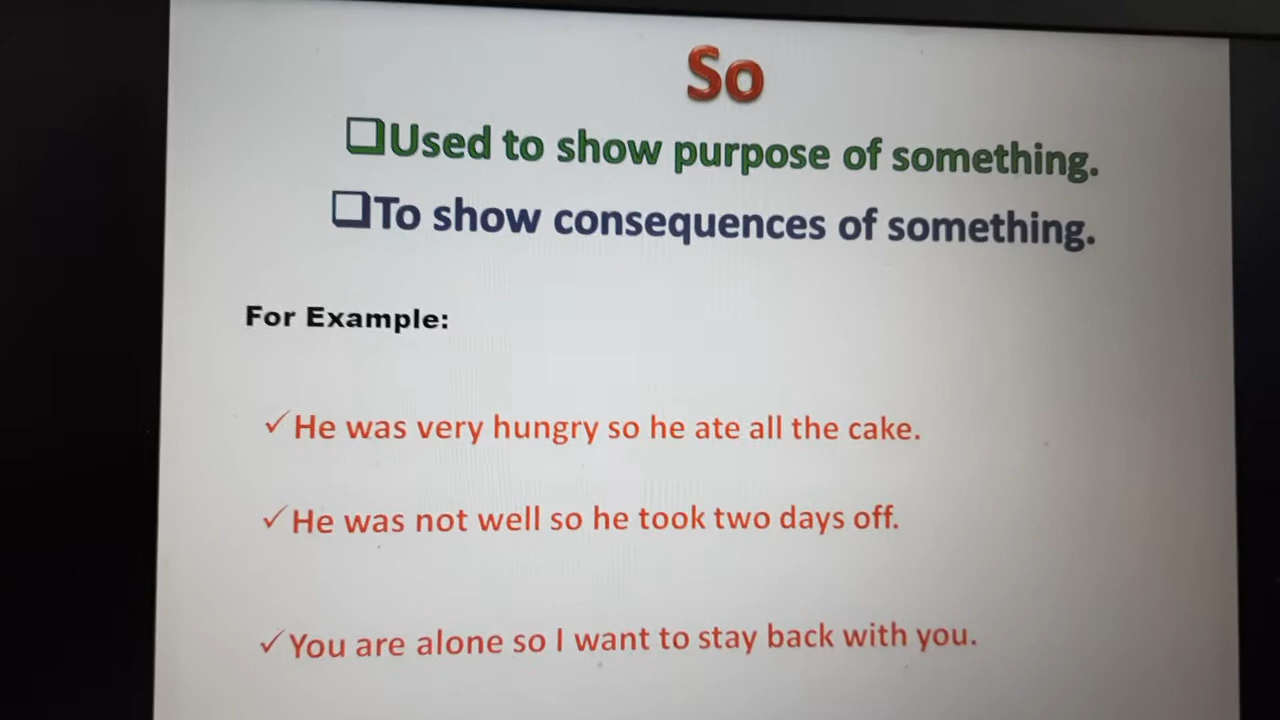 So
❑Used to show purpose of something.
❑To show consequences of something.
For Example:
✓He was very hungry so he ate all the cake.
✓He was not well so he took two days off.
✓You are alone so I want to stay back with you.